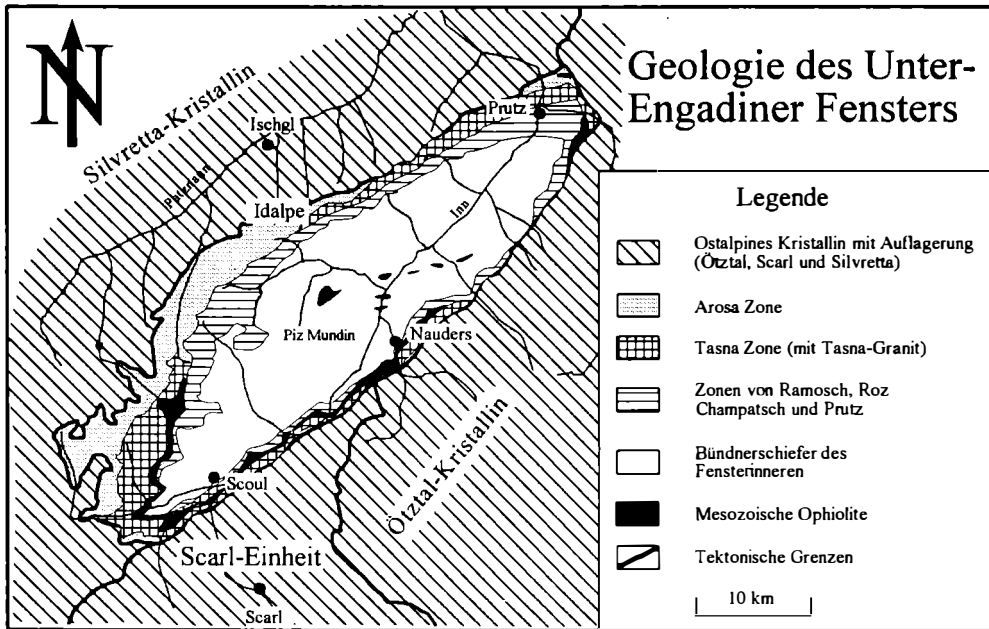 Geologie des Unter-
Engadiner Fensters
N
Silvretta-Kristallin
Ischgl
Prutz
Paznaun
Idalpe
Inn
Piz Mundin
Nauders
Scoul
Ötztal-Kristallin
Scarl-Einheit
Scarl
Legende
Ostalpines Kristallin mit Auflagerung
(Ötztal, Scarl und Silvretta)
Arosa Zone
Tasna Zone (mit Tasna-Granit)
Zonen von Ramosch, Roz
Champatsch und Prutz
Bündnerschiefer des
Fensterinneren
Mesozoische Ophiolite
Tektonische Grenzen
10 km